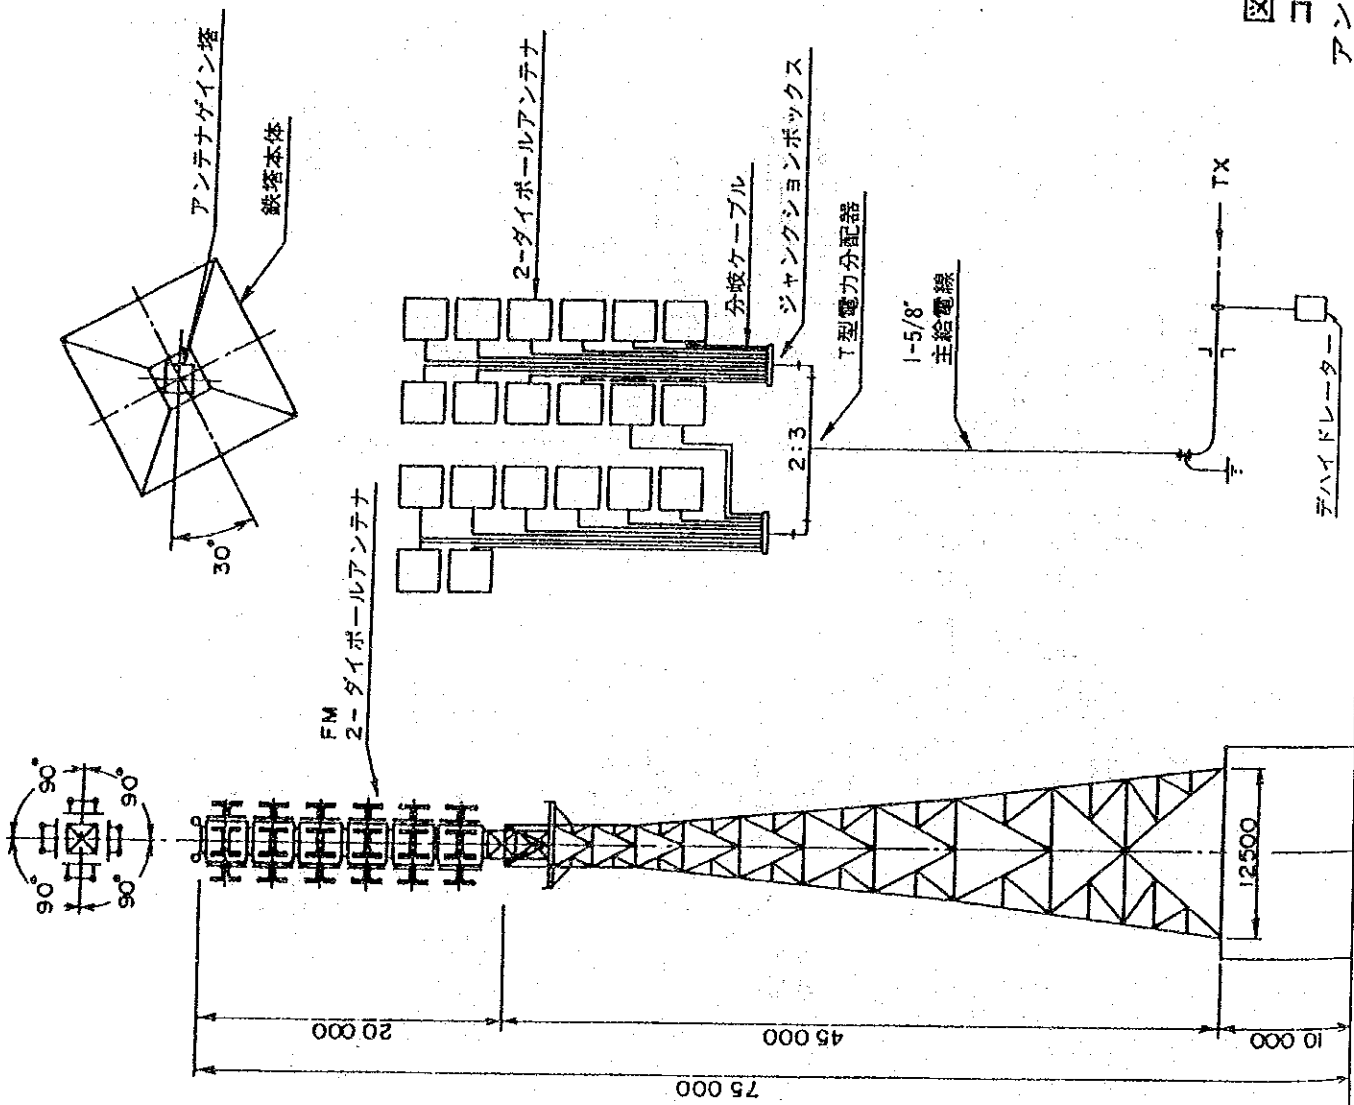 アンテナゲイン塔
鉄塔本体
30°
90°
90°
90°
90°
FM
2-ダイポールアンテナ
2-ダイポールアンテナ
分岐ケーブル
ジャンクションボックス
2:3
T型電力分配器
1-5/8"
主給電線
TX
デハイドレーター
20 000
45 000
75 000
10 000
12500
図
コ
アン